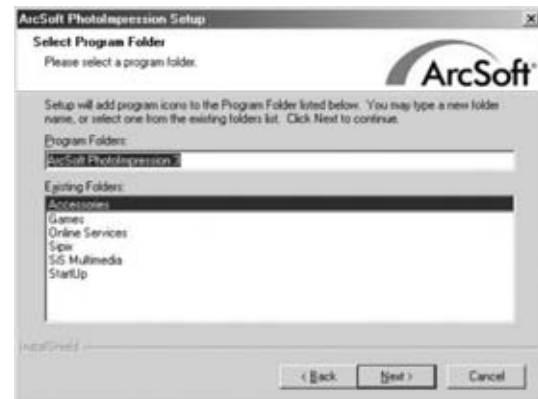 ArcSoft PhotoImpression Setup
Select Program Folder
Please select a program folder.
ArcSoft
Setup will add program icons to the Program Folder listed below. You may type a new folder
name, or select one from the existing folders list. Click Next to continue.
Program Folders:
ArcSoft PhotoImpression 3
Existing Folders:
Accessories
Games
Online Services
Sipix
SiS Multimedia
StartUp
InstallShield
< Back
Next >
Cancel